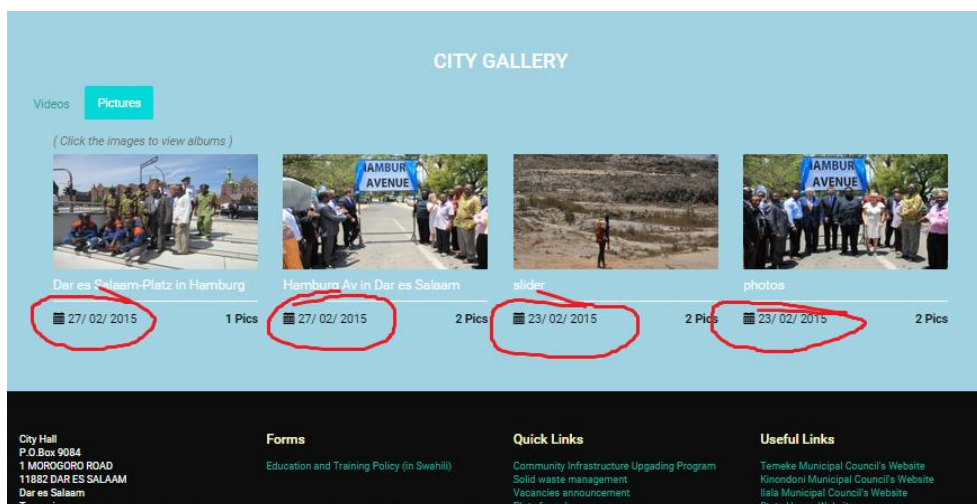 CITY GALLERY
Videos Pictures
( Click the images to view albums )
IAMBUR
AVENUE
IAMBUR
AVENUE
Dar es Salaam-Platz in Hamburg
27/ 02/ 2015 1 Pics
Hamburg Av in Dar es Salaam
27/ 02/ 2015 2 Pics
slider
23/ 02/ 2015 2 Pics
photos
23/ 02/ 2015 2 Pics
City Hall
P.O.Box 9084
1 MOROGORO ROAD
11882 DAR ES SALAAM
Dar es Salaam
Forms
Education and Training Policy (in Swahili)
Quick Links
Community Infrastructure Upgading Program
Solid waste management
Vacancies announcement
Useful Links
Temeke Municipal Council's Website
Kinondoni Municipal Council's Website
Ilala Municipal Council's Website